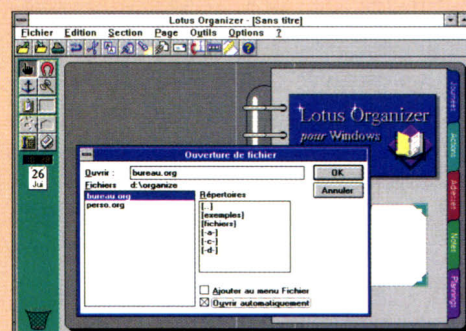 Lotus Organizer - [Sans titre]
Fichier Edition Section Page Outils Options ?
Lotus Organizer
pour Windows
Journées
Actions
Adresses
Notes
Plannings
26
Jui
Ouverture de fichier
Ouvrir : bureau.org
OK
Annuler
Fichiers d:\organize
bureau.org
perso.org
Répertoires
[..]
[exemples]
[fichiers]
[-a-]
[-c-]
[-d-]
Ajouter au menu Fichier
Ouvrir automatiquement